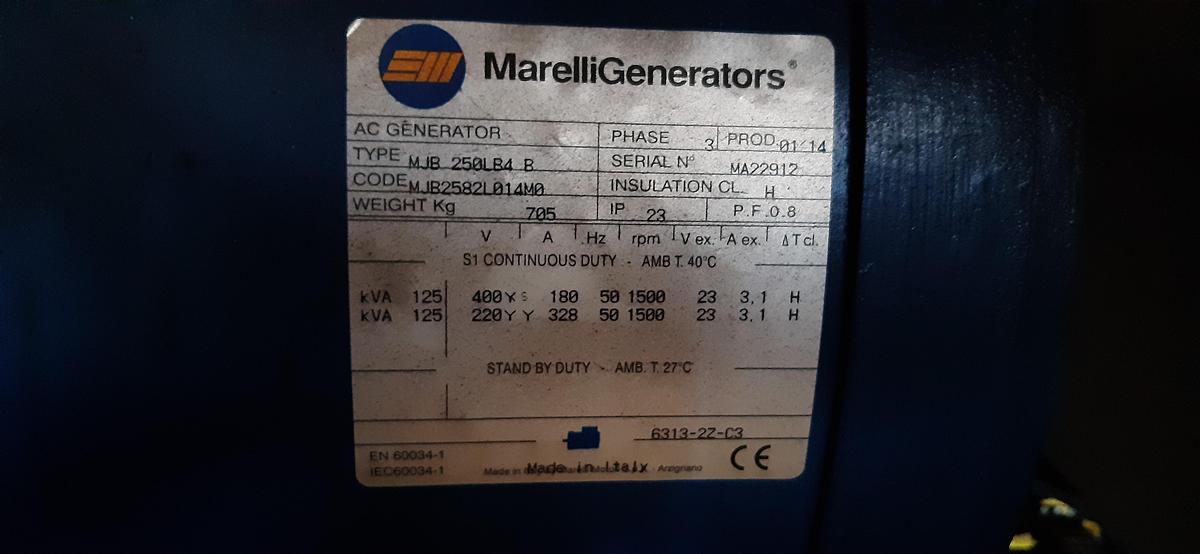 MarelliGenerators®
AC GENERATOR PHASE 3 PROD. 01/14
TYPE MJB 250LB4 B SERIAL N° MA22912
CODE MJB2582L014M0 INSULATION CL. H
WEIGHT Kg 705 IP 23 P.F. 0.8
V A Hz rpm V ex. A ex. Δ T cl.
S1 CONTINUOUS DUTY - AMB T. 40°C
kVA 125 400Y S 180 50 1500 23 3,1 H
kVA 125 220Y Y 328 50 1500 23 3,1 H
STAND BY DUTY - AMB. T. 27°C
6313-2Z-C3
EN 60034-1
IEC60034-1 Made in Italy Arzignano CE